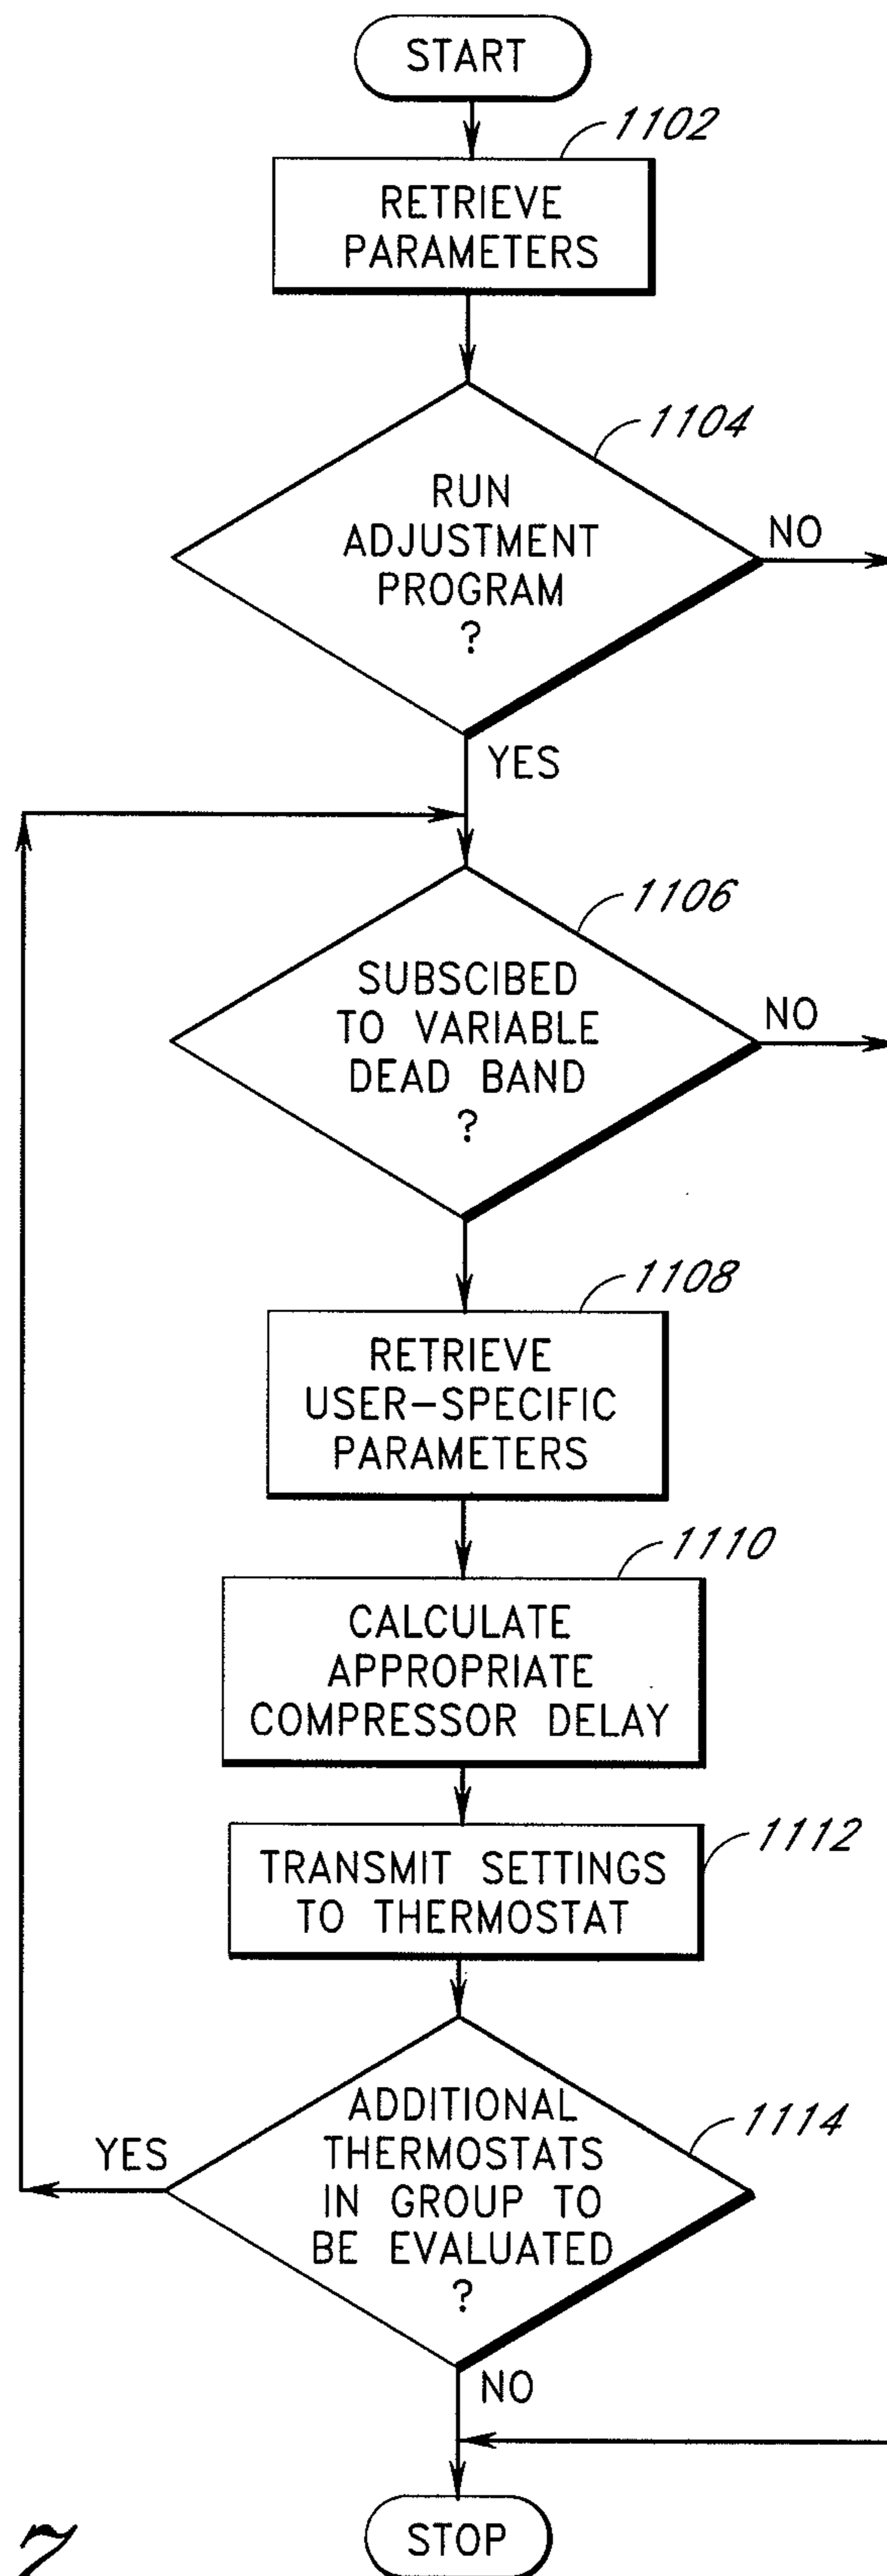 START
1102
RETRIEVE
PARAMETERS
1104
RUN
ADJUSTMENT
PROGRAM
?
NO
YES
1106
SUBSCIBED
TO VARIABLE
DEAD BAND
?
NO
1108
RETRIEVE
USER-SPECIFIC
PARAMETERS
1110
CALCULATE
APPROPRIATE
COMPRESSOR DELAY
1112
TRANSMIT SETTINGS
TO THERMOSTAT
1114
ADDITIONAL
THERMOSTATS
IN GROUP TO
BE EVALUATED
?
YES
NO
STOP